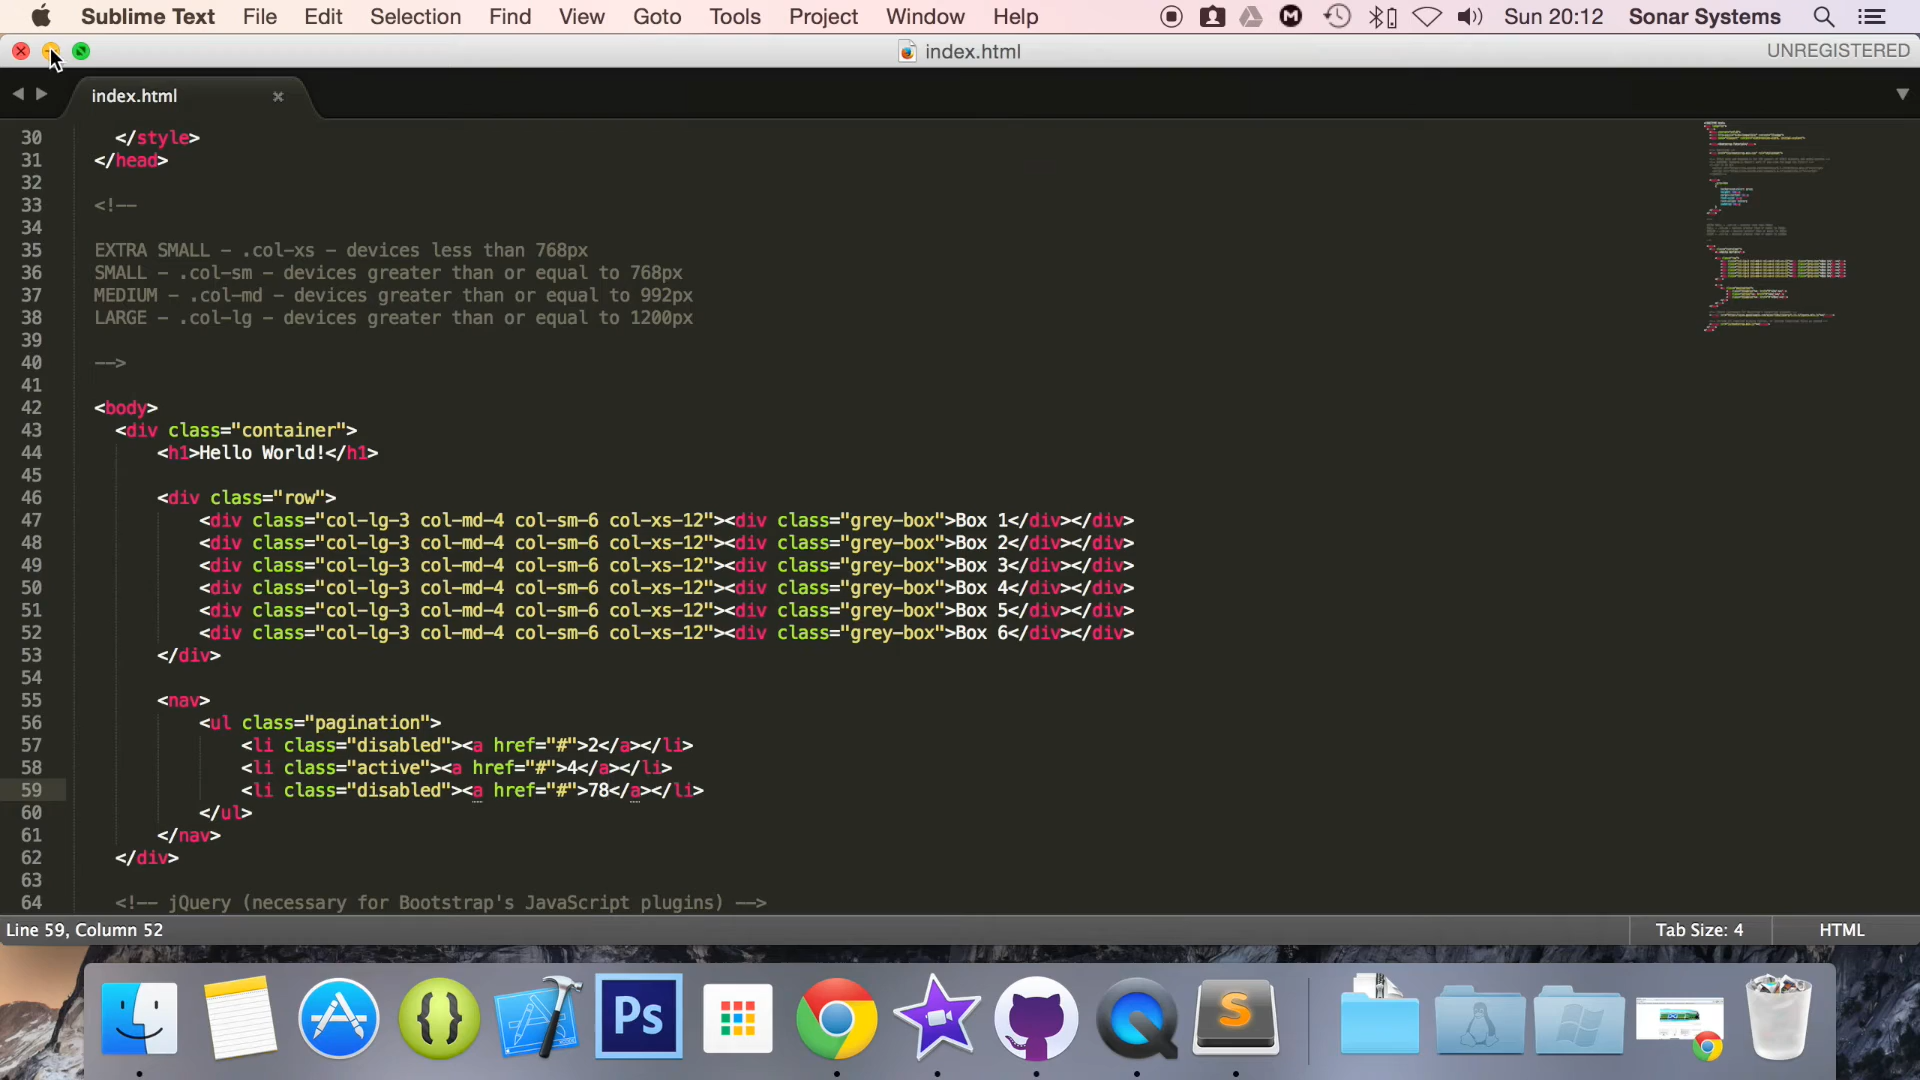 Sublime Text File Edit Selection Find View Goto Tools Project Window Help Sun 20:12 Sonar Systems
index.html UNREGISTERED
index.html
30 </style>
31 </head>
32
33 <!--
34
35 EXTRA SMALL - .col-xs - devices less than 768px
36 SMALL - .col-sm - devices greater than or equal to 768px
37 MEDIUM - .col-md - devices greater than or equal to 992px
38 LARGE - .col-lg - devices greater than or equal to 1200px
39
40 -->
41
42 <body>
43 <div class="container">
44 <h1>Hello World!</h1>
45
46 <div class="row">
47 <div class="col-lg-3 col-md-4 col-sm-6 col-xs-12"><div class="grey-box">Box 1</div></div>
48 <div class="col-lg-3 col-md-4 col-sm-6 col-xs-12"><div class="grey-box">Box 2</div></div>
49 <div class="col-lg-3 col-md-4 col-sm-6 col-xs-12"><div class="grey-box">Box 3</div></div>
50 <div class="col-lg-3 col-md-4 col-sm-6 col-xs-12"><div class="grey-box">Box 4</div></div>
51 <div class="col-lg-3 col-md-4 col-sm-6 col-xs-12"><div class="grey-box">Box 5</div></div>
52 <div class="col-lg-3 col-md-4 col-sm-6 col-xs-12"><div class="grey-box">Box 6</div></div>
53 </div>
54
55 <nav>
56 <ul class="pagination">
57 <li class="disabled"><a href="#">2</a></li>
58 <li class="active"><a href="#">4</a></li>
59 <li class="disabled"><a href="#">78</a></li>
60 </ul>
61 </nav>
62 </div>
63
64 <!-- jQuery (necessary for Bootstrap's JavaScript plugins) -->
Line 59, Column 52 Tab Size: 4 HTML
{} Ps S